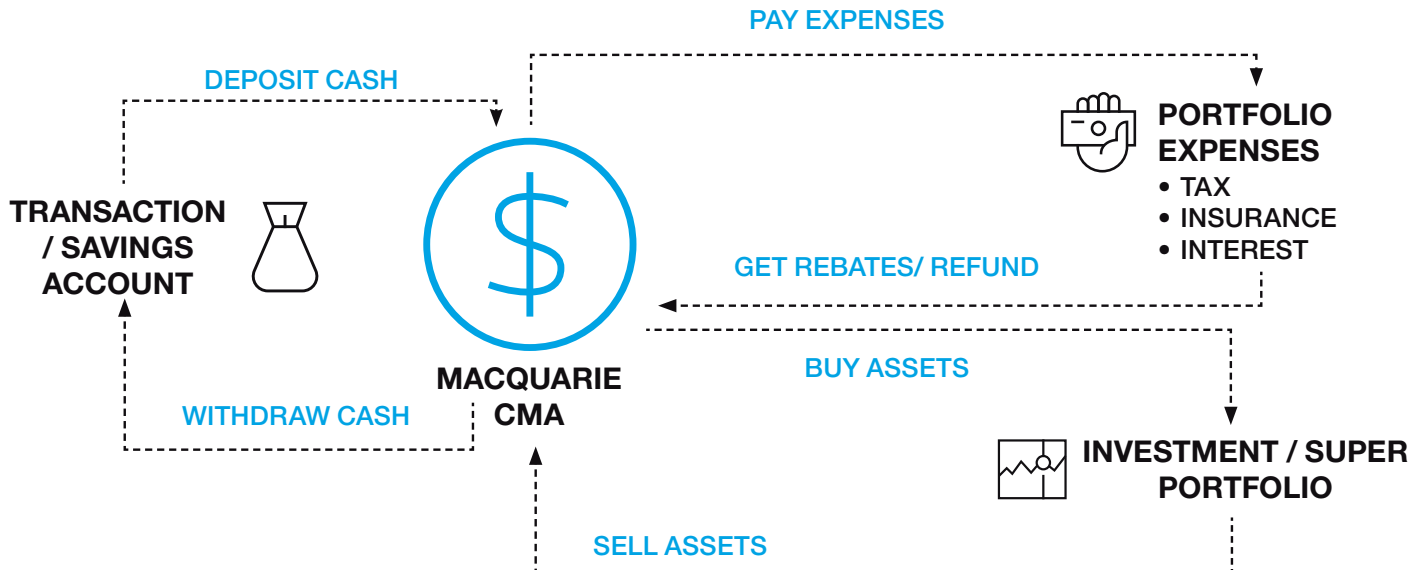 PAY EXPENSES
DEPOSIT CASH
PORTFOLIO
EXPENSES
• TAX
• INSURANCE
• INTEREST
TRANSACTION
/ SAVINGS
ACCOUNT
$
GET REBATES/ REFUND
BUY ASSETS
MACQUARIE
CMA
WITHDRAW CASH
INVESTMENT / SUPER
PORTFOLIO
SELL ASSETS